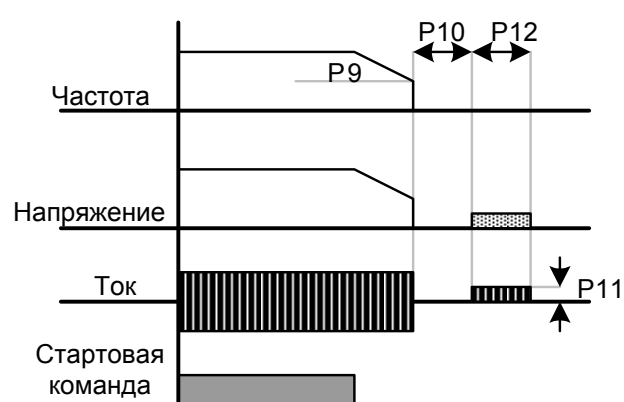 P10 P12
P9
Частота
Напряжение
Ток
P11
Стартовая
команда